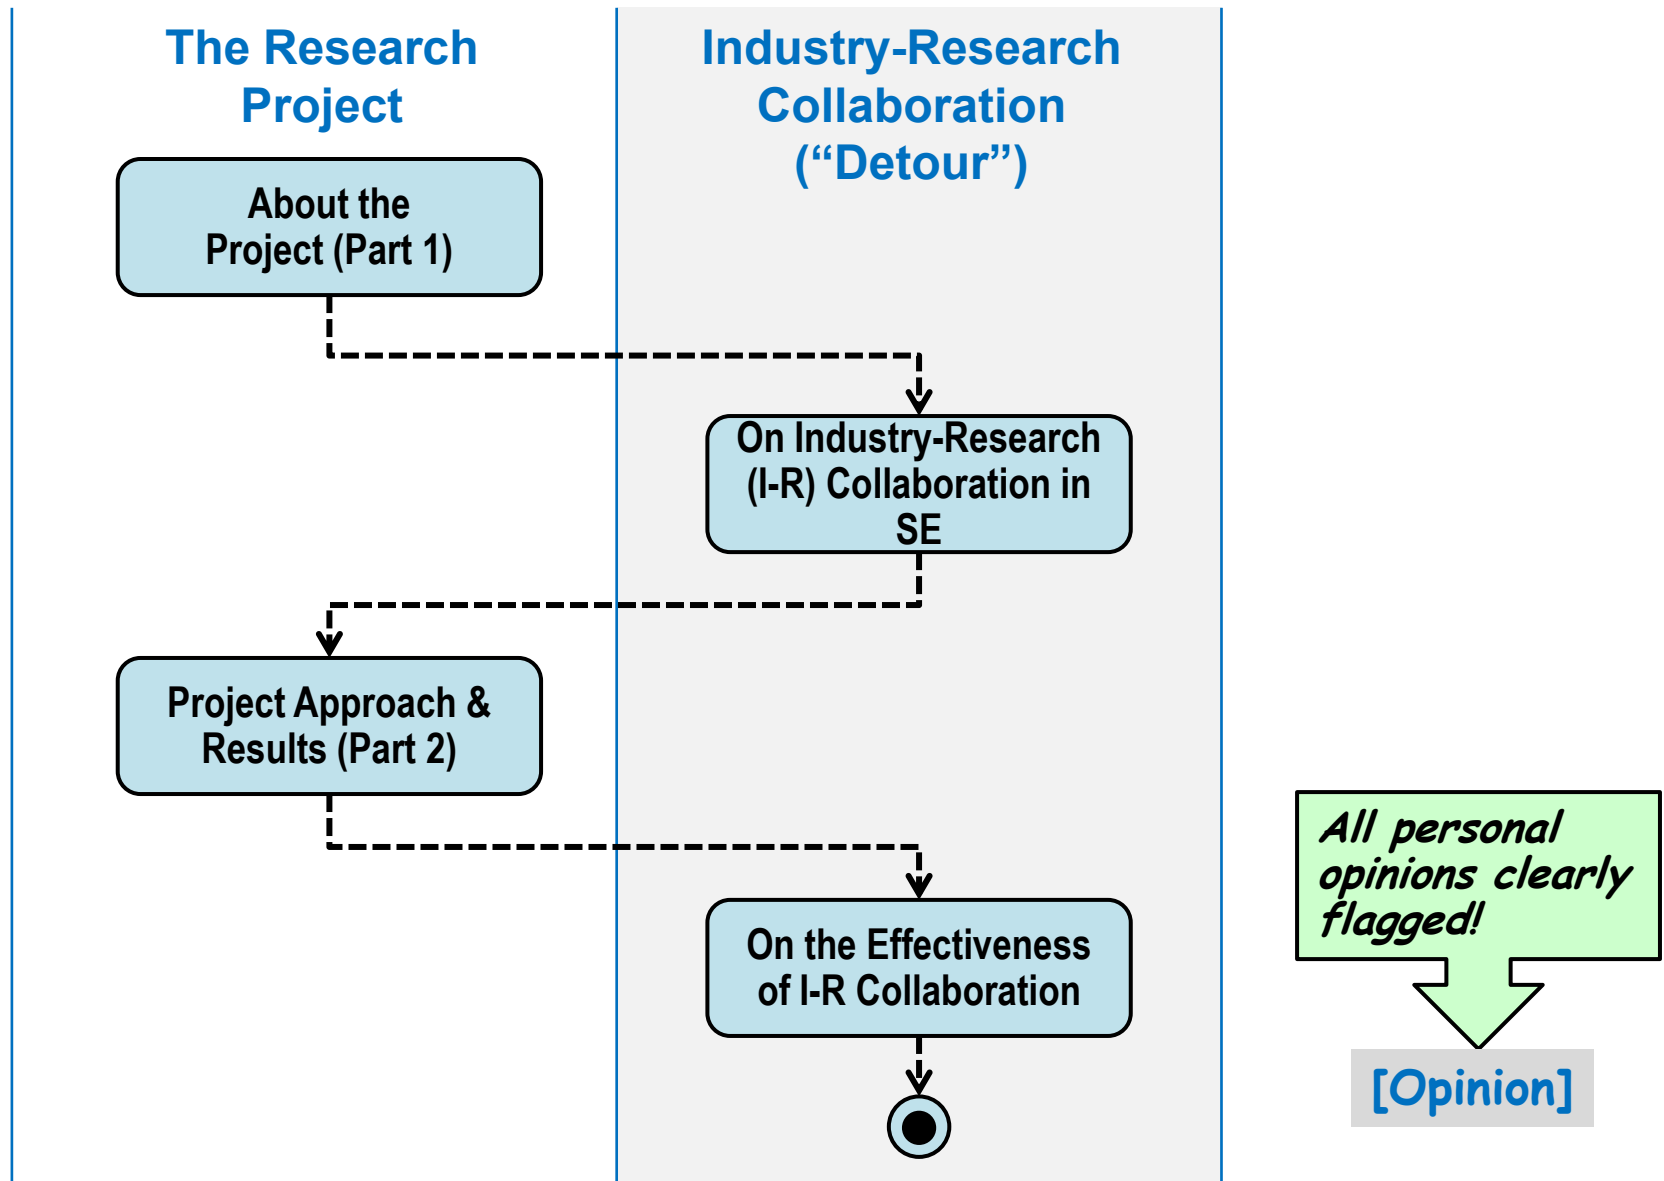 The Research
Project
Industry-Research
Collaboration
(“Detour”)
About the
Project (Part 1)
On Industry-Research
(I-R) Collaboration in
SE
Project Approach &
Results (Part 2)
On the Effectiveness
of I-R Collaboration
All personal
opinions clearly
flagged!
[Opinion]